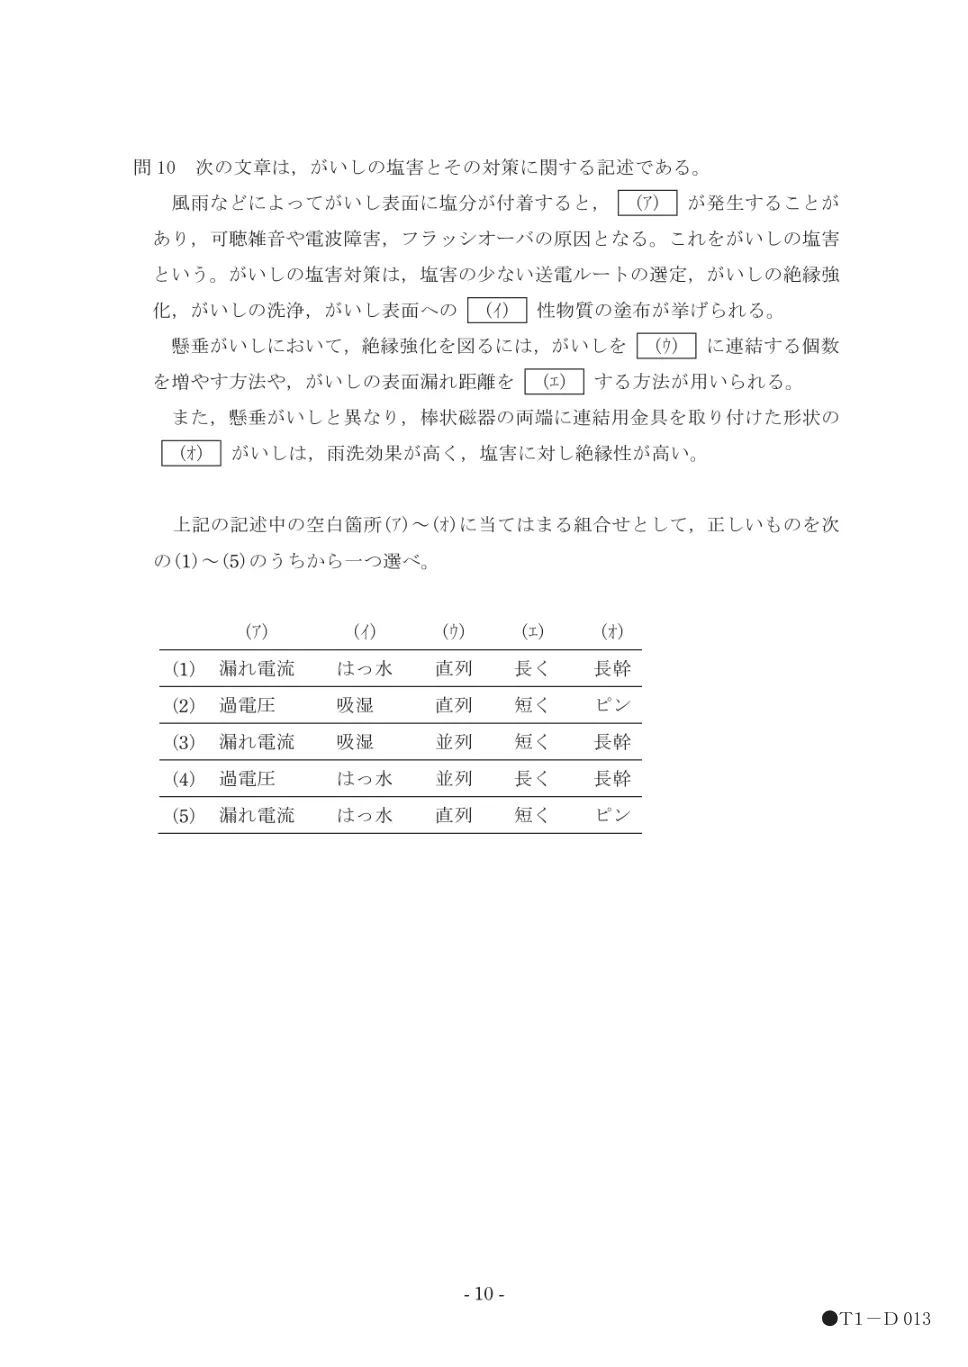 問10 次の文章は，がいしの塩害とその対策に関する記述である。
風雨などによってがいし表面に塩分が付着すると， (ア) が発生することが
あり，可聴雑音や電波障害，フラッシオーバの原因となる。これをがいしの塩害
という。がいしの塩害対策は，塩害の少ない送電ルートの選定，がいしの絶縁強
化，がいしの洗浄，がいし表面への (イ) 性物質の塗布が挙げられる。
懸垂がいしにおいて，絶縁強化を図るには，がいしを (ウ) に連結する個数
を増やす方法や，がいしの表面漏れ距離を (エ) する方法が用いられる。
また，懸垂がいしと異なり，棒状磁器の両端に連結用金具を取り付けた形状の
(オ) がいしは，雨洗効果が高く，塩害に対し絶縁性が高い。
上記の記述中の空白箇所(ア)～(オ)に当てはまる組合せとして，正しいものを次
の(1)～(5)のうちから一つ選べ。
(ア) (イ) (ウ) (エ) (オ)
(1) 漏れ電流 はっ水 直列 長く 長幹
(2) 過電圧 吸湿 直列 短く ピン
(3) 漏れ電流 吸湿 並列 短く 長幹
(4) 過電圧 はっ水 並列 長く 長幹
(5) 漏れ電流 はっ水 直列 短く ピン
- 10 -
●T1－D 013